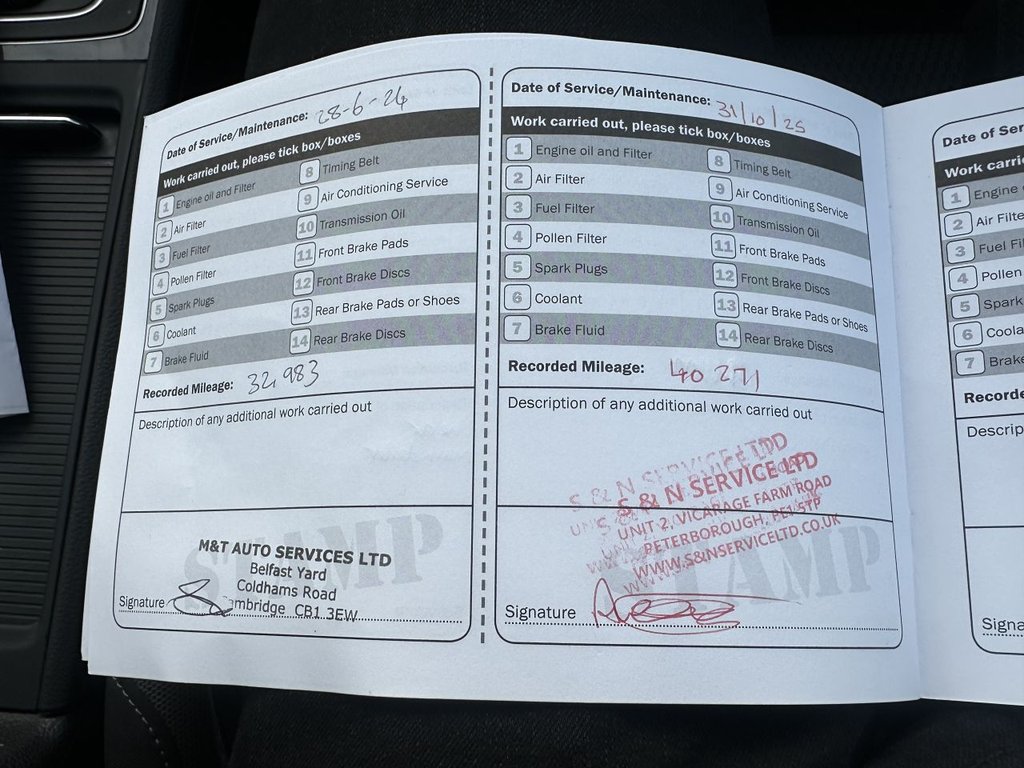 Date of Service/Maintenance: 28-6-24
Work carried out, please tick box/boxes
1 Engine oil and Filter
2 Air Filter
3 Fuel Filter
4 Pollen Filter
5 Spark Plugs
6 Coolant
7 Brake Fluid
8 Timing Belt
9 Air Conditioning Service
10 Transmission Oil
11 Front Brake Pads
12 Front Brake Discs
13 Rear Brake Pads or Shoes
14 Rear Brake Discs
Recorded Mileage: 32,983
Description of any additional work carried out
STAMP
M&T AUTO SERVICES LTD
Belfast Yard
Coldhams Road
Cambridge CB1 3EW
Signature
Date of Service/Maintenance: 31/10/25
Work carried out, please tick box/boxes
1 Engine oil and Filter
2 Air Filter
3 Fuel Filter
4 Pollen Filter
5 Spark Plugs
6 Coolant
7 Brake Fluid
8 Timing Belt
9 Air Conditioning Service
10 Transmission Oil
11 Front Brake Pads
12 Front Brake Discs
13 Rear Brake Pads or Shoes
14 Rear Brake Discs
Recorded Mileage: 40 271
Description of any additional work carried out
S & N SERVICE LTD
UNIT 2, VICARAGE FARM ROAD
PETERBOROUGH, PE1 5TP
WWW.S&NSERVICELTD.CO.UK
STAMP
Signature
Date of Ser
Work carrie
1 Engine o
2 Air Filte
3 Fuel Fil
4 Pollen
5 Spark
6 Coola
7 Brake
Recorde
Descrip
Signa